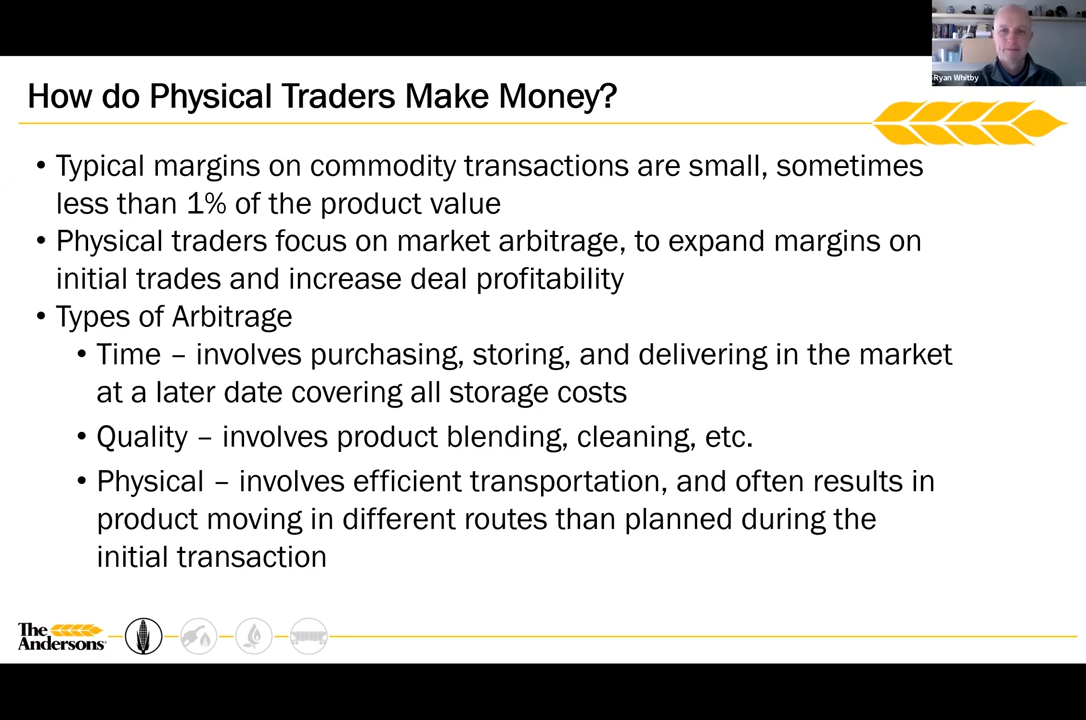 Ryan Whitby
How do Physical Traders Make Money?
• Typical margins on commodity transactions are small, sometimes
less than 1% of the product value
• Physical traders focus on market arbitrage, to expand margins on
initial trades and increase deal profitability
• Types of Arbitrage
• Time – involves purchasing, storing, and delivering in the market
at a later date covering all storage costs
• Quality – involves product blending, cleaning, etc.
• Physical – involves efficient transportation, and often results in
product moving in different routes than planned during the
initial transaction
The
Andersons